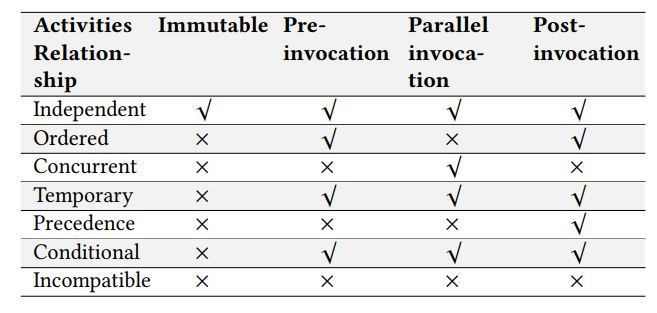 Activities Immutable Pre- Parallel Post-
Relation- invocation invoca- invocation
ship tion
Independent √ √ √ √
Ordered × √ × √
Concurrent × × √ ×
Temporary × √ √ √
Precedence × × × √
Conditional × √ √ √
Incompatible × × × ×